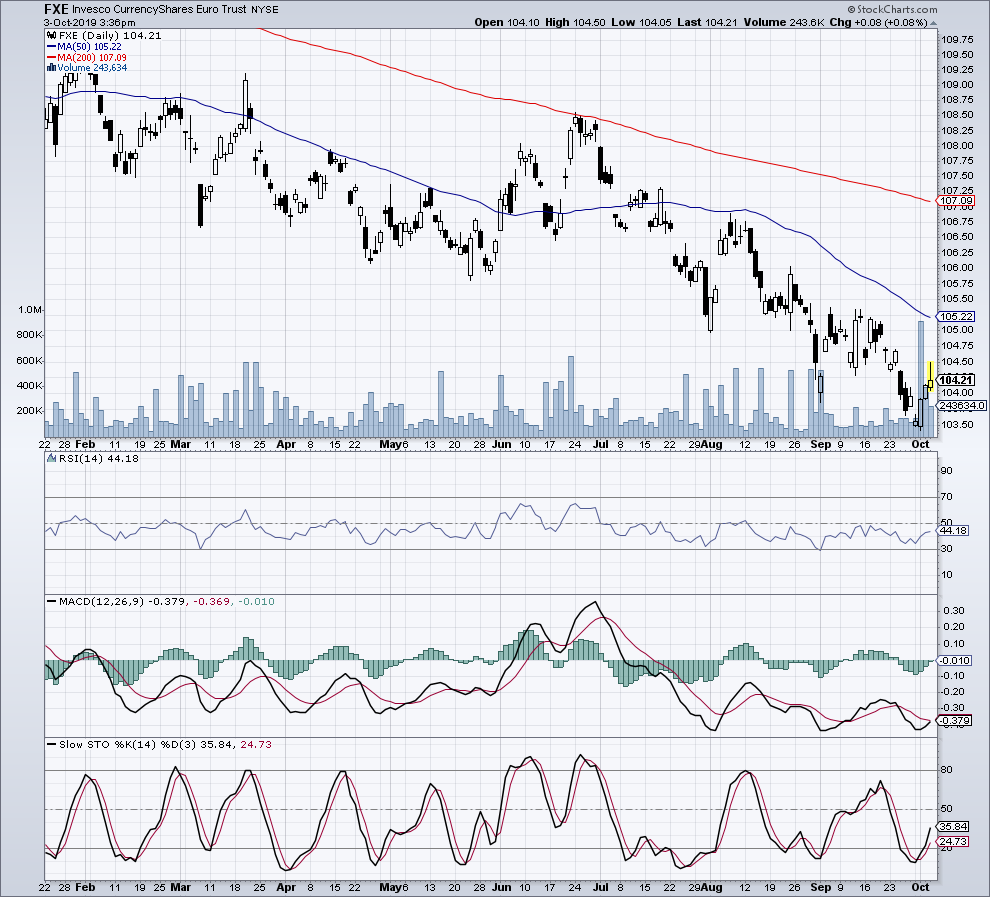 FXE Invesco CurrencyShares Euro Trust NYSE
© StockCharts.com
3-Oct-2019 3:36pm
Open 104.10 High 104.50 Low 104.05 Last 104.21 Volume 243.6K Chg +0.08 (+0.08%)
FXE (Daily) 104.21
MA(50) 105.22
MA(200) 107.09
Volume 243,634
109.75
109.50
109.25
109.00
108.75
108.50
108.25
108.00
107.75
107.50
107.25
107.09
106.75
106.50
106.25
106.00
105.75
105.50
105.22
105.00
104.75
104.50
104.21
104.00
243634.0
103.50
1.0M
800K
600K
400K
200K
22 28 Feb 11 19 25 Mar 11 18 25 Apr 8 15 22 May 6 13 20 28 Jun 10 17 24 Jul 8 15 22 29 Aug 12 19 26 Sep 9 16 23 Oct
RSI(14) 44.18
90
70
50
44.18
30
10
MACD(12,26,9) -0.379, -0.369, -0.010
0.30
0.20
0.10
-0.010
-0.10
-0.20
-0.30
-0.379
Slow STO %K(14) %D(3) 35.84, 24.73
80
50
35.84
24.73
20
22 28 Feb 11 19 25 Mar 11 18 25 Apr 8 15 22 May 6 13 20 28 Jun 10 17 24 Jul 8 15 22 29 Aug 12 19 26 Sep 9 16 23 Oct